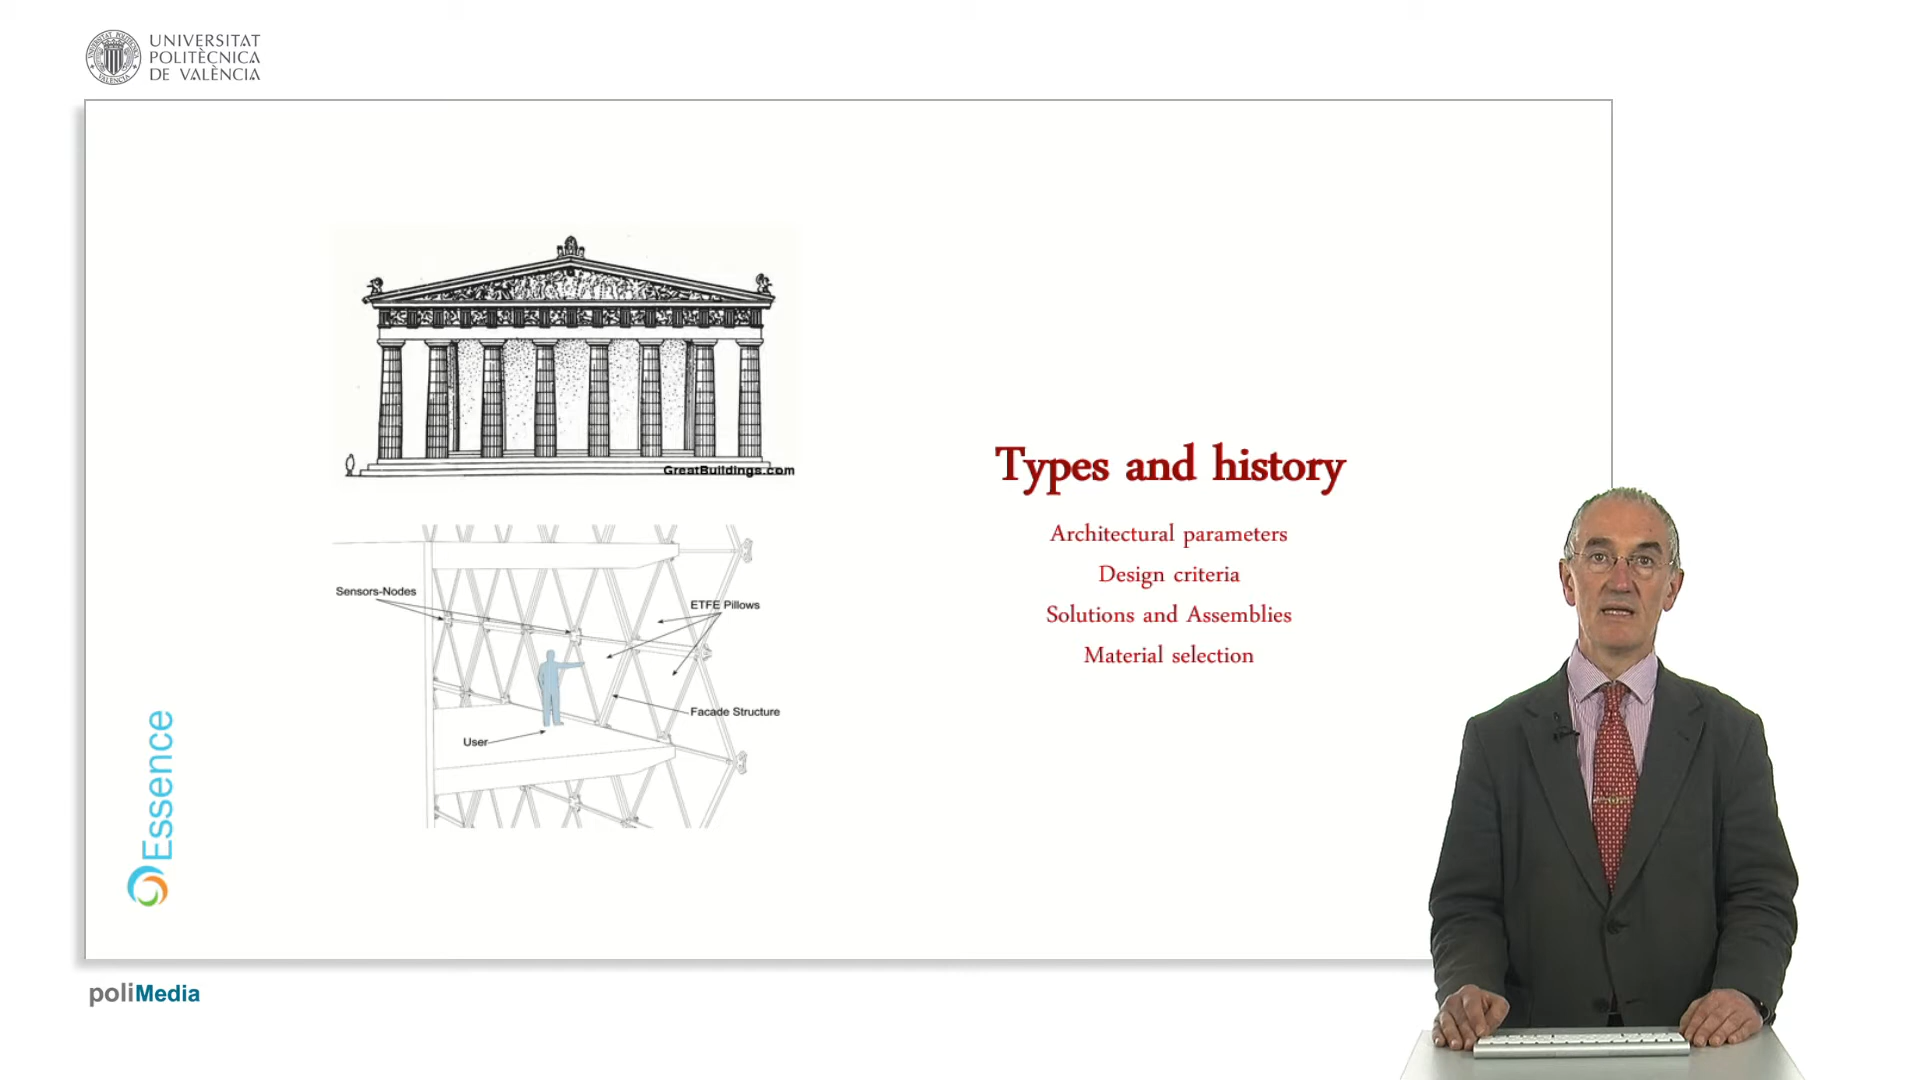 UNIVERSITAT
POLITÈCNICA
DE VALÈNCIA
GreatBuildings.com
Sensors-Nodes
ETFE Pillows
Facade Structure
User
Types and history
Architectural parameters
Design criteria
Solutions and Assemblies
Material selection
Essence
poliMedia